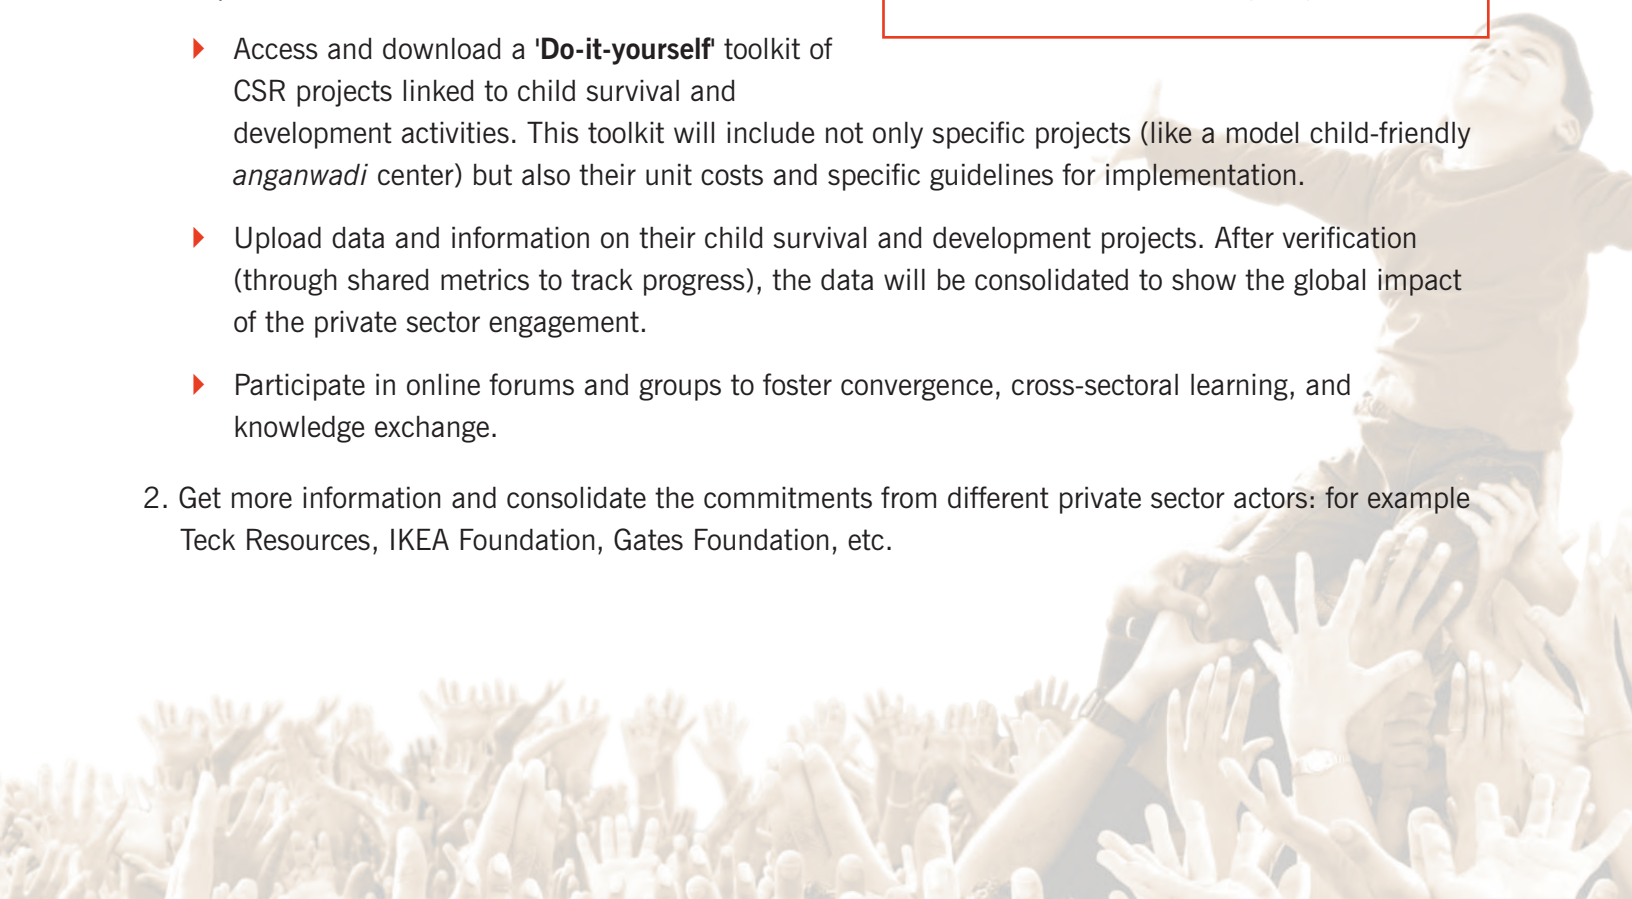 Access and download a 'Do-it-yourself' toolkit of
CSR projects linked to child survival and
development activities. This toolkit will include not only specific projects (like a model child-friendly
anganwadi center) but also their unit costs and specific guidelines for implementation.
Upload data and information on their child survival and development projects. After verification
(through shared metrics to track progress), the data will be consolidated to show the global impact
of the private sector engagement.
Participate in online forums and groups to foster convergence, cross-sectoral learning, and
knowledge exchange.
2. Get more information and consolidate the commitments from different private sector actors: for example
Teck Resources, IKEA Foundation, Gates Foundation, etc.